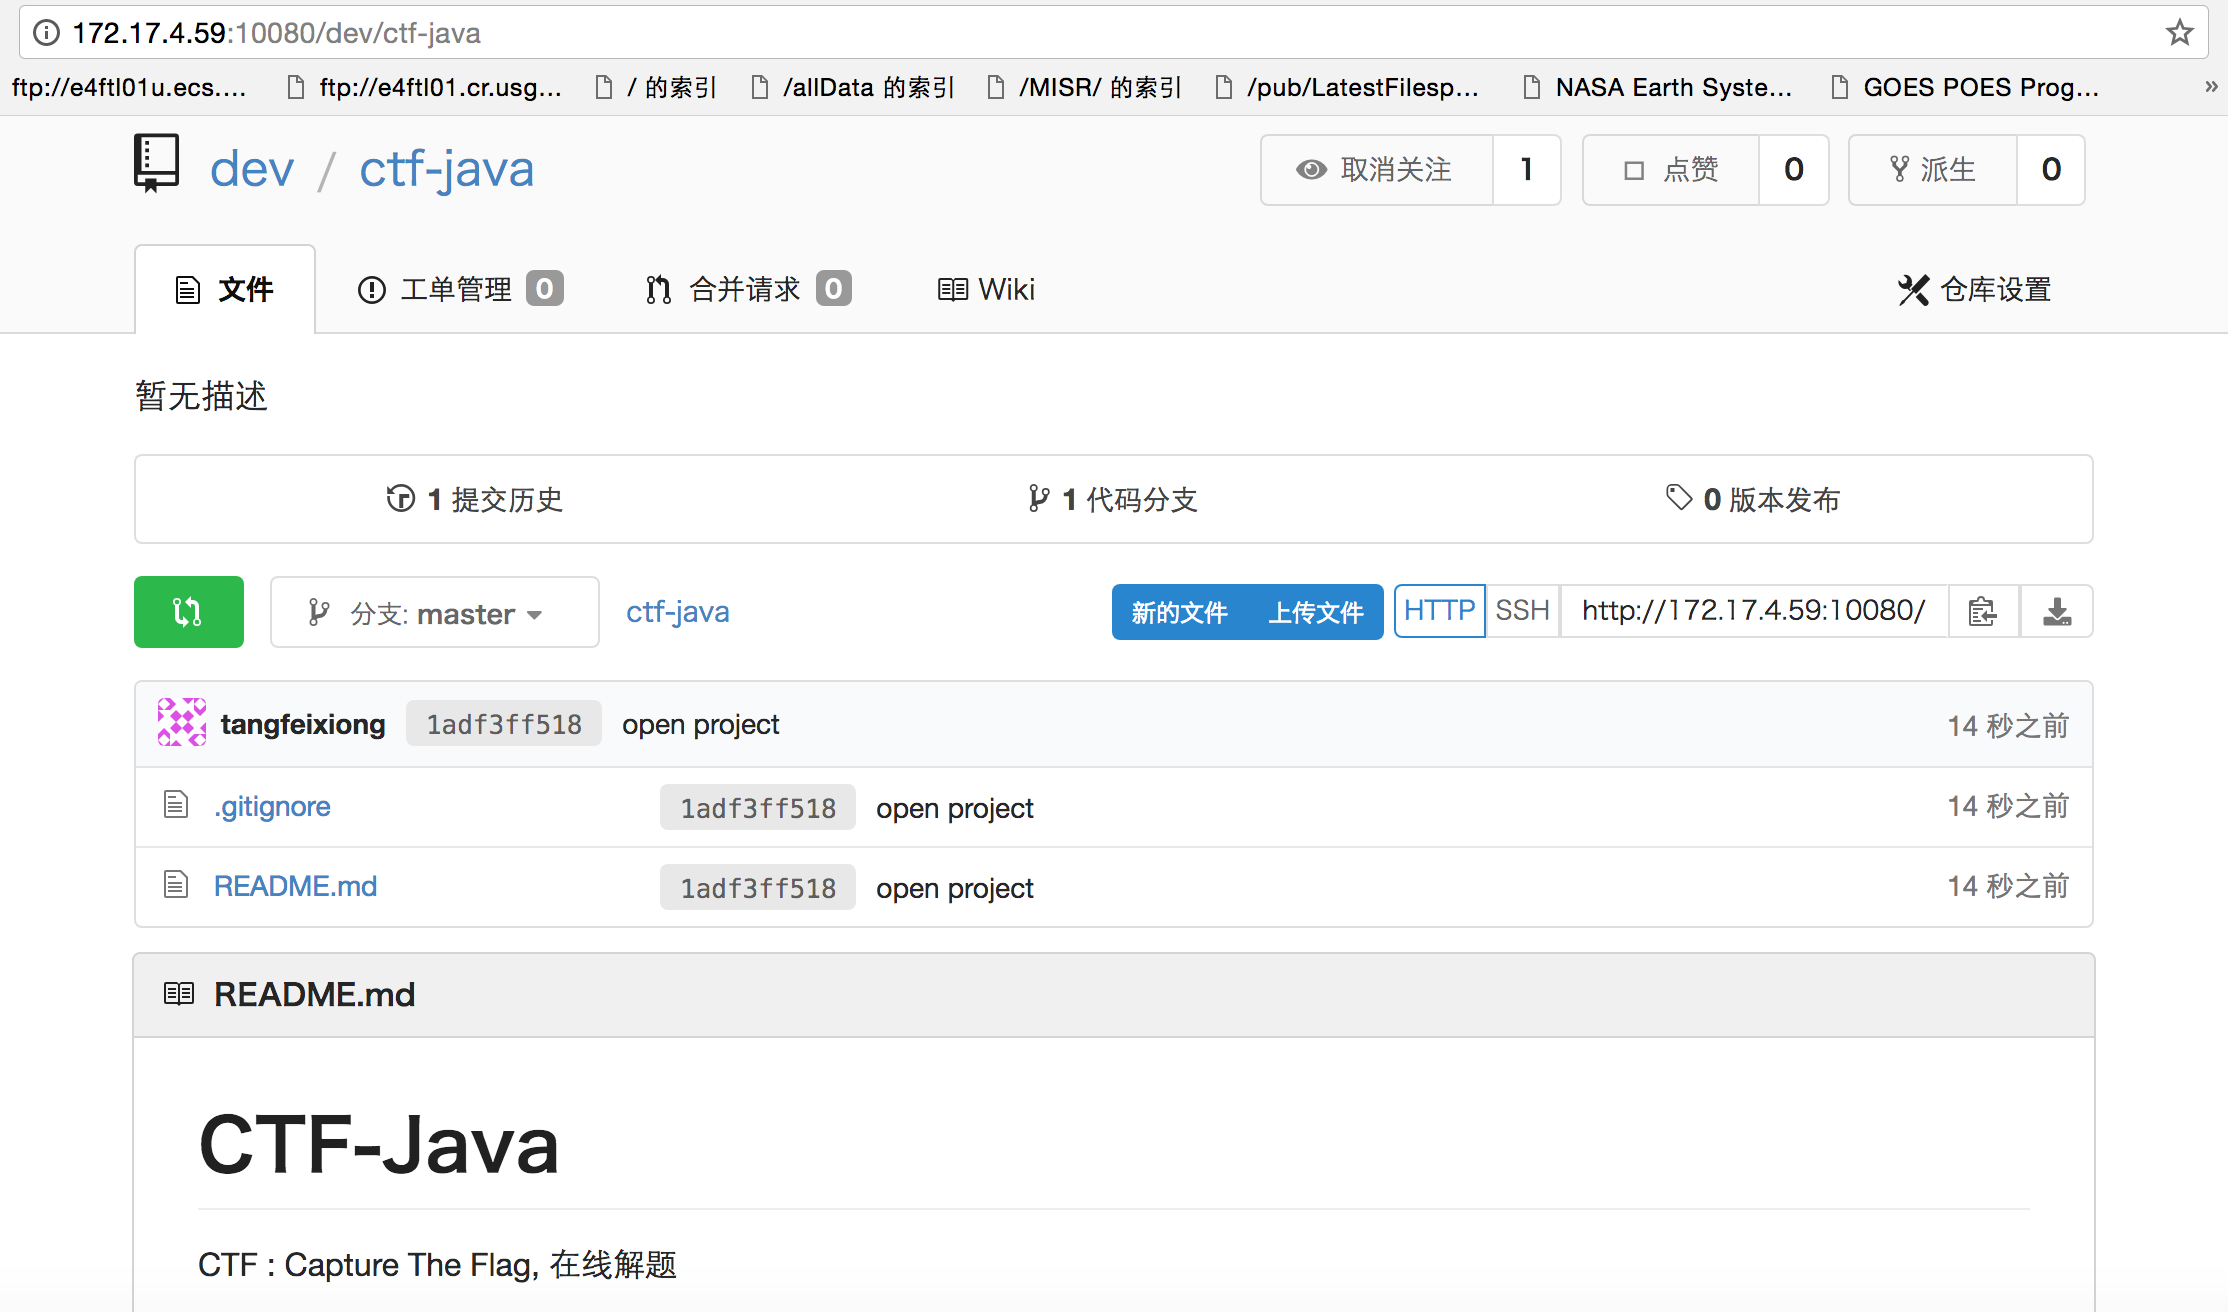 172.17.4.59:10080/dev/ctf-java
ftp://e4ftl01u.ecs.... ftp://e4ftl01.cr.usg... / 的索引 /allData 的索引 /MISR/ 的索引 /pub/LatestFilesp... NASA Earth Syste... GOES POES Prog... »
dev / ctf-java 取消关注 1 点赞 0 派生 0
文件 工单管理 0 合并请求 0 Wiki 仓库设置
暂无描述
1 提交历史 1 代码分支 0 版本发布
分支: master ctf-java 新的文件 上传文件 HTTP SSH http://172.17.4.59:10080/
tangfeixiong 1adf3ff518 open project 14 秒之前
.gitignore 1adf3ff518 open project 14 秒之前
README.md 1adf3ff518 open project 14 秒之前
README.md
CTF-Java
CTF : Capture The Flag, 在线解题